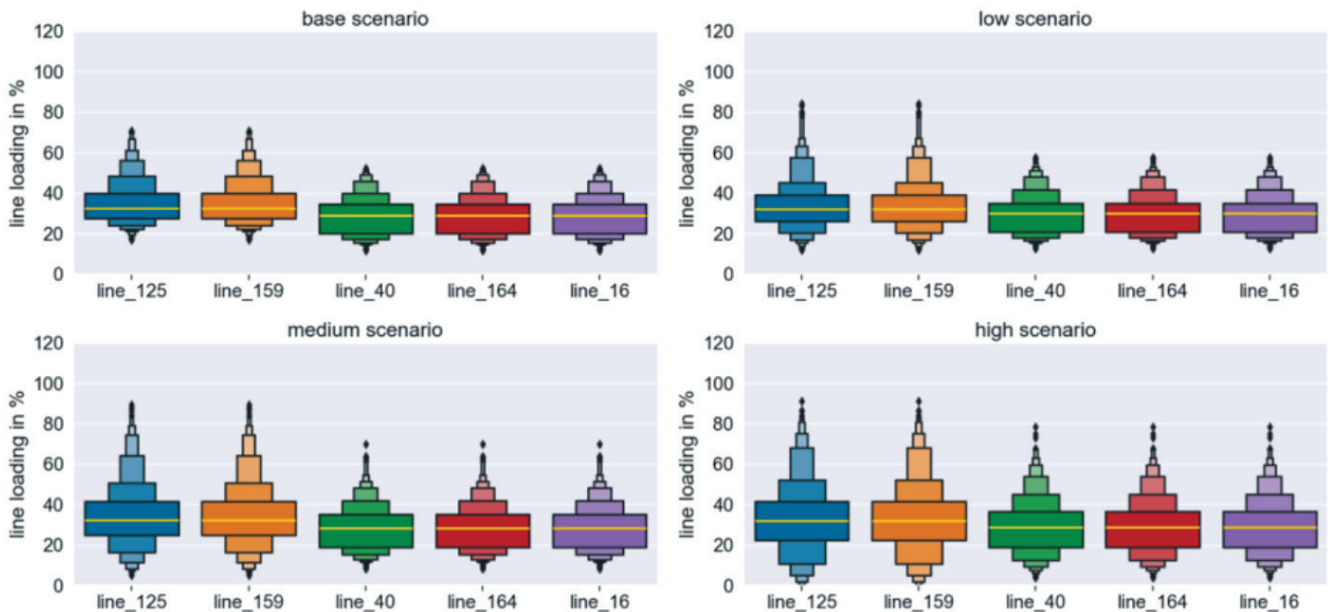 base scenario
line loading in %
120
100
80
60
40
20
0
line_125
line_159
line_40
line_164
line_16
low scenario
line loading in %
120
100
80
60
40
20
0
line_125
line_159
line_40
line_164
line_16
medium scenario
line loading in %
120
100
80
60
40
20
0
line_125
line_159
line_40
line_164
line_16
high scenario
line loading in %
120
100
80
60
40
20
0
line_125
line_159
line_40
line_164
line_16